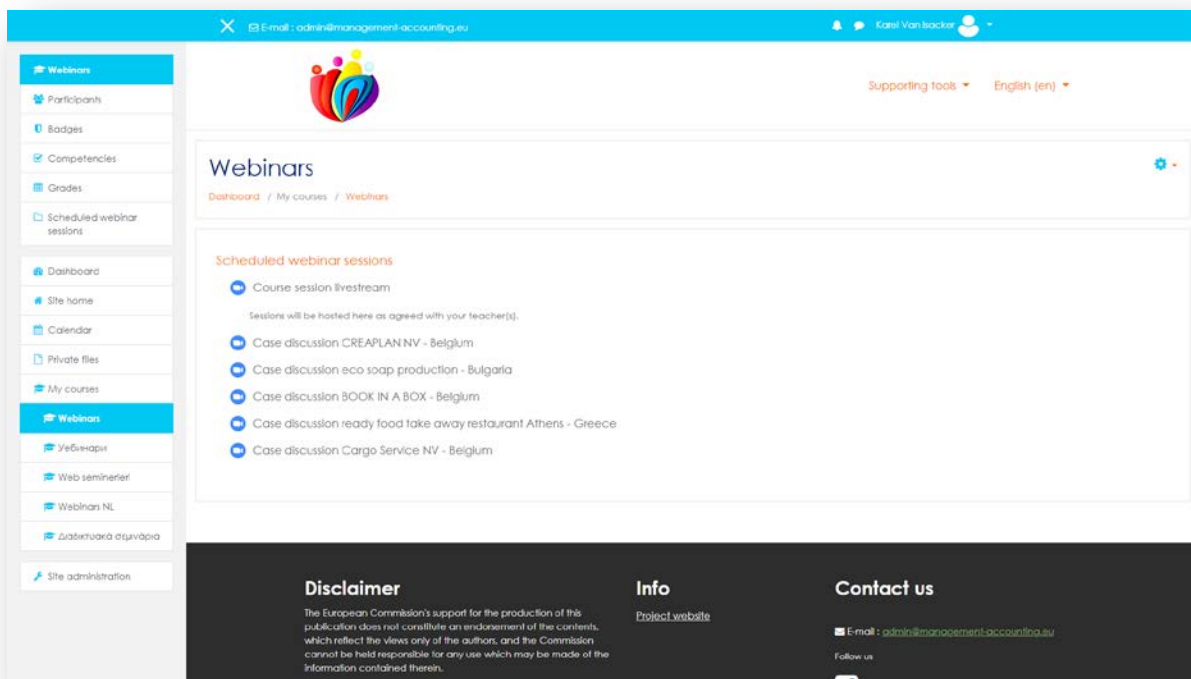 E-mail : admin@management-accounting.eu
Karel Van Isacker
Webinars
Participants
Badges
Competencies
Grades
Scheduled webinar
sessions
Dashboard
Site home
Calendar
Private files
My courses
Webinars
Уебинари
Web seminerleri
Webinars NL
Διαδικτυακά σεμινάρια
Site administration
Supporting tools
English (en)
Webinars
Dashboard / My courses / Webinars
Scheduled webinar sessions
Course session livestream
Sessions will be hosted here as agreed with your teacher(s).
Case discussion CREAPLAN NV - Belgium
Case discussion eco soap production - Bulgaria
Case discussion BOOK IN A BOX - Belgium
Case discussion ready food take away restaurant Athens - Greece
Case discussion Cargo Service NV - Belgium
Disclaimer
The European Commission's support for the production of this
publication does not constitute an endorsement of the contents,
which reflect the views only of the authors, and the Commission
cannot be held responsible for any use which may be made of the
information contained therein.
Info
Project website
Contact us
E-mail : admin@management-accounting.eu
Follow us